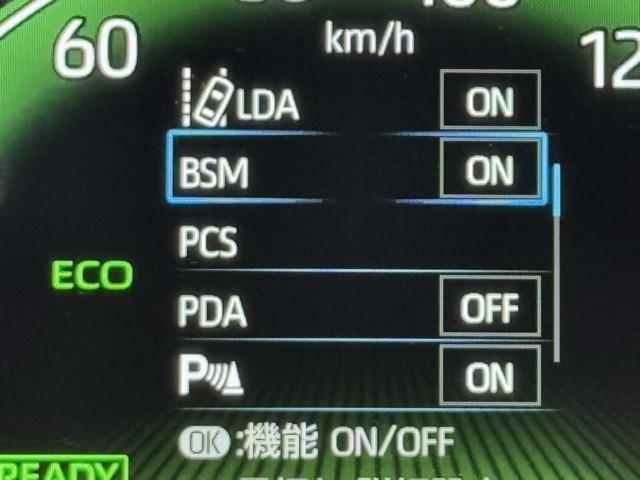 60
km/h
12
LDA ON
BSM ON
PCS
ECO
PDA OFF
P ON
OK :機能 ON/OFF
READY